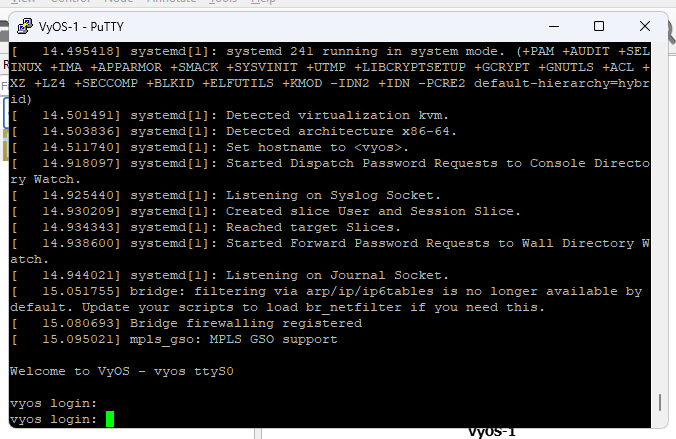 View Control Node Annotate Tools Help
VyOS-1 - PuTTY
[   14.495418] systemd[1]: systemd 241 running in system mode. (+PAM +AUDIT +SEL
INUX +IMA +APPARMOR +SMACK +SYSVINIT +UTMP +LIBCRYPTSETUP +GCRYPT +GNUTLS +ACL +
XZ +LZ4 +SECCOMP +BLKID +ELFUTILS +KMOD -IDN2 +IDN -PCRE2 default-hierarchy=hybr
id)
[   14.501491] systemd[1]: Detected virtualization kvm.
[   14.503836] systemd[1]: Detected architecture x86-64.
[   14.511740] systemd[1]: Set hostname to <vyos>.
[   14.918097] systemd[1]: Started Dispatch Password Requests to Console Directo
ry Watch.
[   14.925440] systemd[1]: Listening on Syslog Socket.
[   14.930209] systemd[1]: Created slice User and Session Slice.
[   14.934343] systemd[1]: Reached target Slices.
[   14.938600] systemd[1]: Started Forward Password Requests to Wall Directory W
atch.
[   14.944021] systemd[1]: Listening on Journal Socket.
[   15.051755] bridge: filtering via arp/ip/ip6tables is no longer available by
default. Update your scripts to load br_netfilter if you need this.
[   15.080693] Bridge firewalling registered
[   15.095021] mpls_gso: MPLS GSO support
Welcome to VyOS - vyos ttyS0
vyos login:
vyos login:
VyOS-1